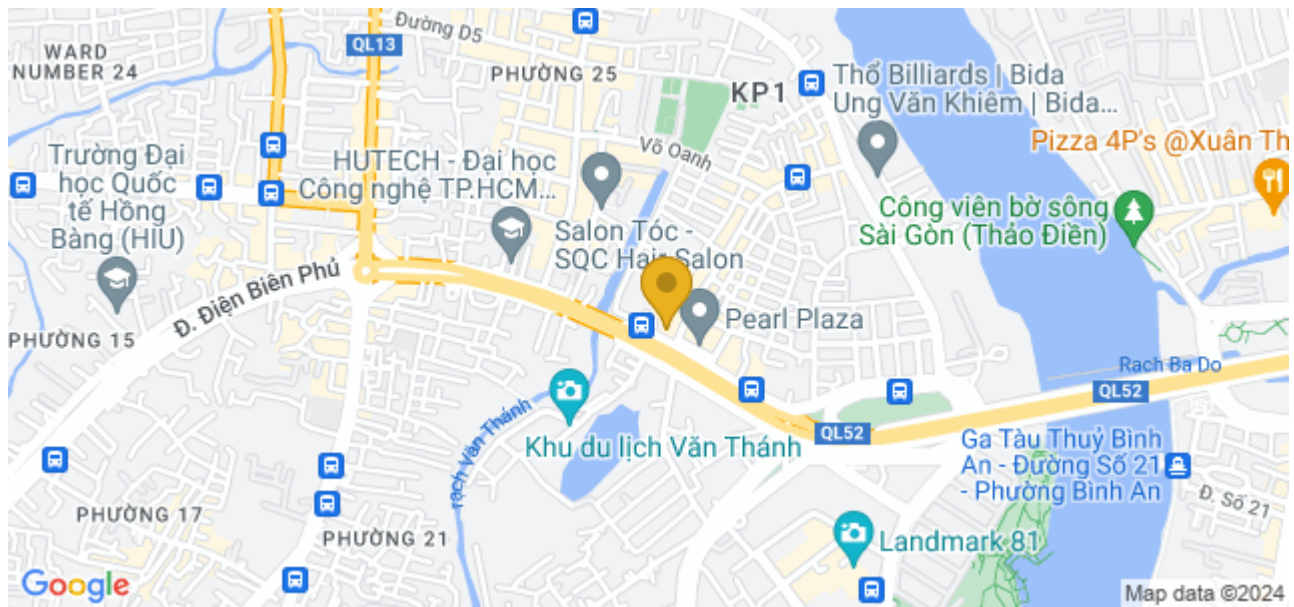 Đường D5
QL13
WARD
NUMBER 24
PHƯỜNG 25
KP1
Thổ Billiards | Bida
Ung Văn Khiêm | Bida...
Pizza 4P's @Xuân Th
Võ Oanh
Trường Đại
học Quốc
tế Hồng
Bàng (HIU)
HUTECH - Đại học
Công nghệ TP.HCM...
Công viên bờ sông
Sài Gòn (Thảo Điền)
Salon Tóc -
SQC Hair Salon
Đ. Điện Biên Phủ
Pearl Plaza
PHƯỜNG 15
Rach Ba Do
QL52
rạch Văn Thánh
Khu du lịch Văn Thánh
QL52
Ga Tàu Thuỷ Bình
An - Đường Số 21
- Phường Bình An
Đ. Số 21
PHƯỜNG 17
PHƯỜNG 21
Landmark 81
Google
Map data ©2024